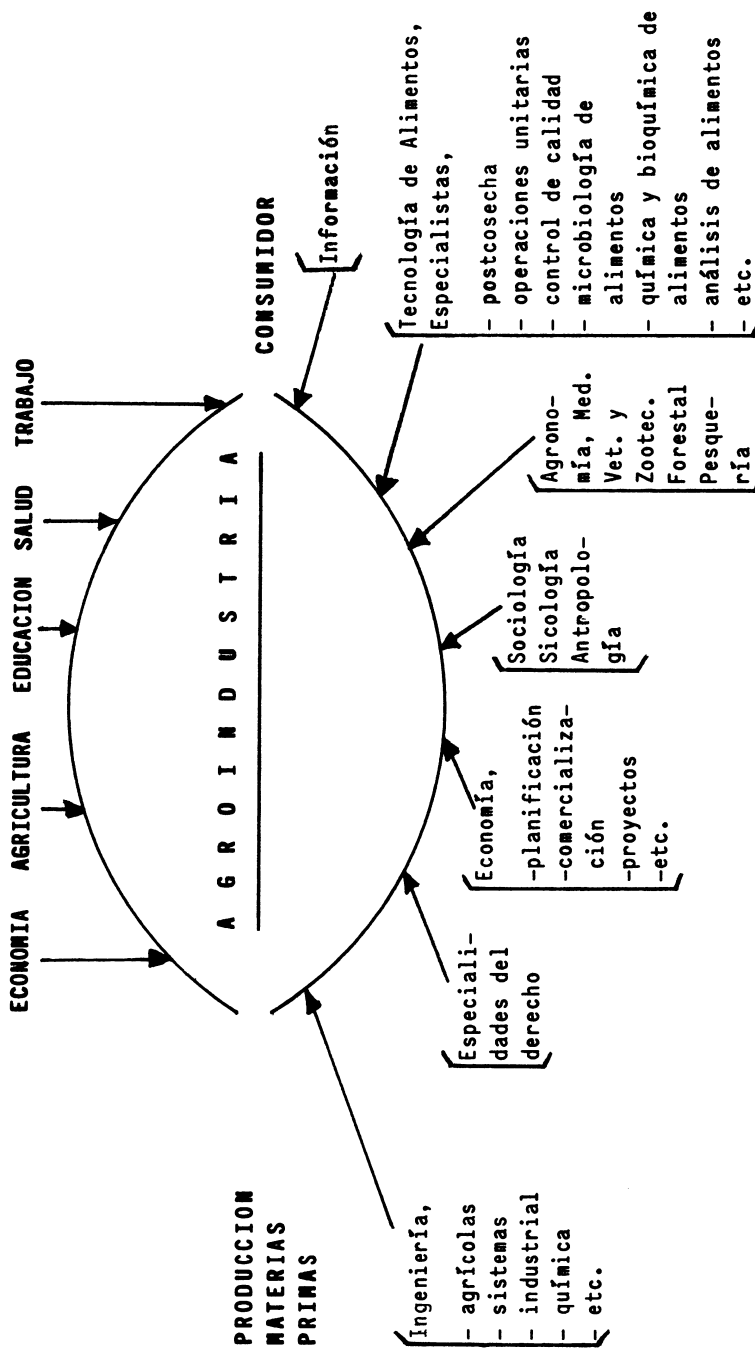 ECONOMIA AGRICULTURA EDUCACION SALUD TRABAJO
AGROINDUSTRIA
PRODUCCION
MATERIAS
PRIMAS
CONSUMIDOR
Ingeniería,
- agrícolas
- sistemas
- industrial
- química
- etc.
Especiali-
dades del
derecho
Economía,
-planificación
-comercializa-
ción
-proyectos
-etc.
Sociología
Sicología
Antropolo-
gía
Agrono-
mía, Med.
Vet. y
Zootec.
Forestal
Pesque-
ría
Tecnología de Alimentos,
Especialistas,
- postcosecha
- operaciones unitarias
- control de calidad
- microbiología de
alimentos
- química y bioquímica de
alimentos
- análisis de alimentos
- etc.
Información